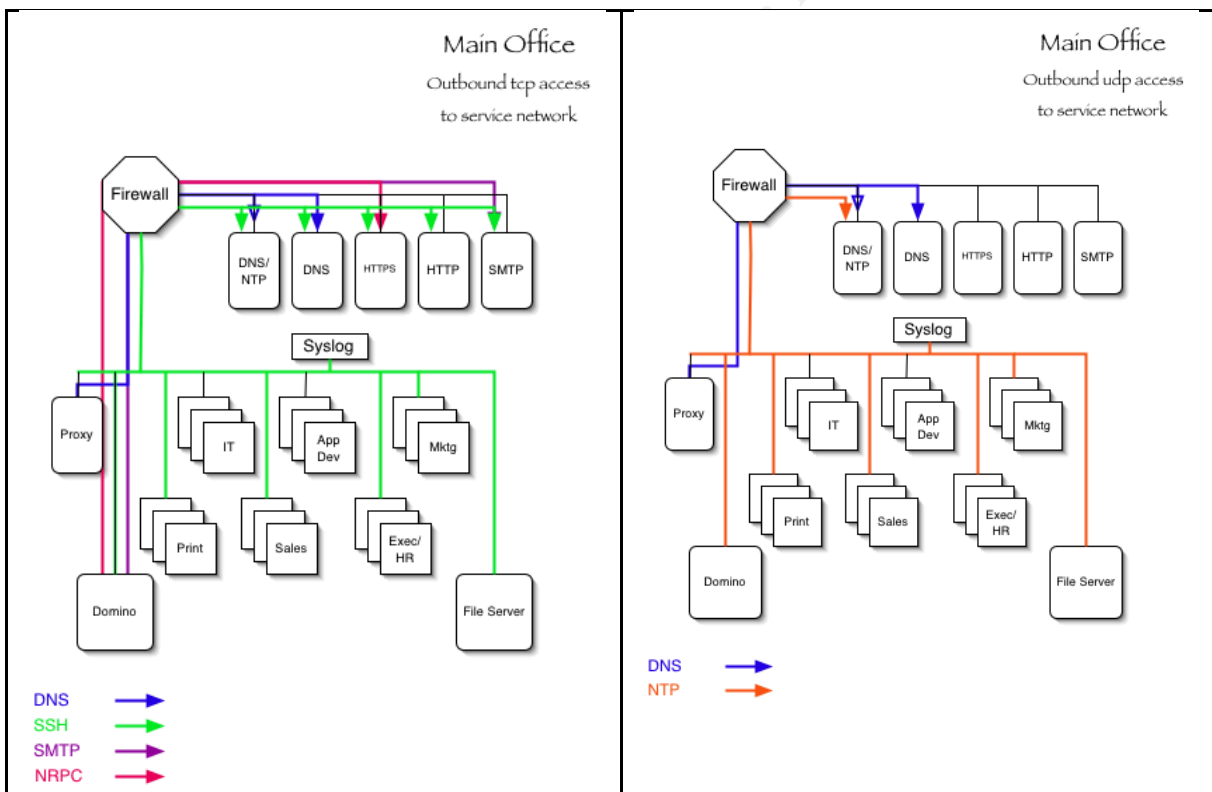 Main Office
Outbound tcp access
to service network
Firewall
DNS/
NTP
DNS
HTTPS
HTTP
SMTP
Syslog
Proxy
IT
App
Dev
Mktg
Print
Sales
Exec/
HR
Domino
File Server
DNS
SSH
SMTP
NRPC
Main Office
Outbound udp access
to service network
Firewall
DNS/
NTP
DNS
HTTPS
HTTP
SMTP
Syslog
Proxy
IT
App
Dev
Mktg
Print
Sales
Exec/
HR
Domino
File Server
DNS
NTP